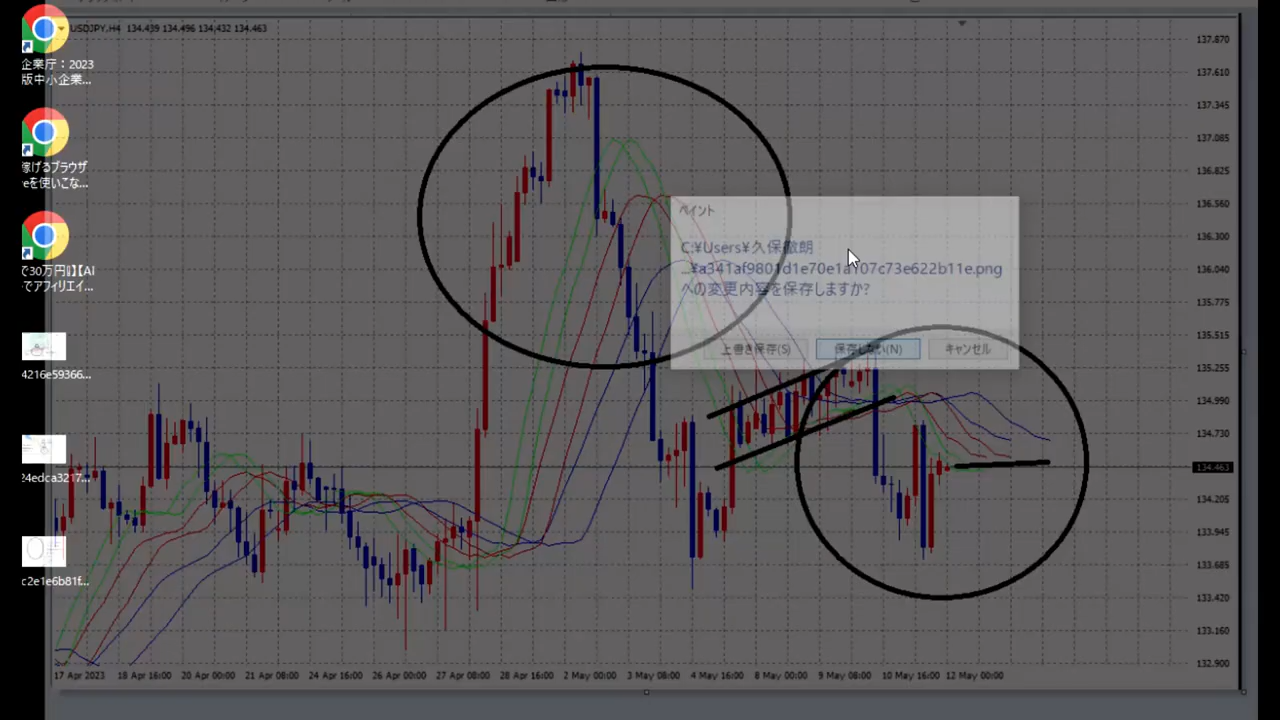 USDJPY,H4 134.439 134.496 134.432 134.463
企業庁：2023
版中小企業...
稼げるブラウザ
reを使いこな...
で30万円】【AI
でアフィリエイ...
4216e59366...
24edca3217...
c2e1e6b81f...
ペイント
C:¥Users¥久保徹朗
への変更内容を保存しますか?
上書き保存(S)
保存しない(N)
キャンセル
137.870
137.610
137.345
137.085
136.825
136.560
136.300
136.040
135.775
135.515
135.255
134.990
134.730
134.463
134.205
133.945
133.685
133.420
133.160
132.900
17 Apr 2023
18 Apr 16:00
20 Apr 00:00
21 Apr 08:00
24 Apr 16:00
26 Apr 00:00
27 Apr 08:00
28 Apr 16:00
2 May 00:00
3 May 08:00
4 May 16:00
8 May 00:00
9 May 08:00
10 May 16:00
12 May 00:00